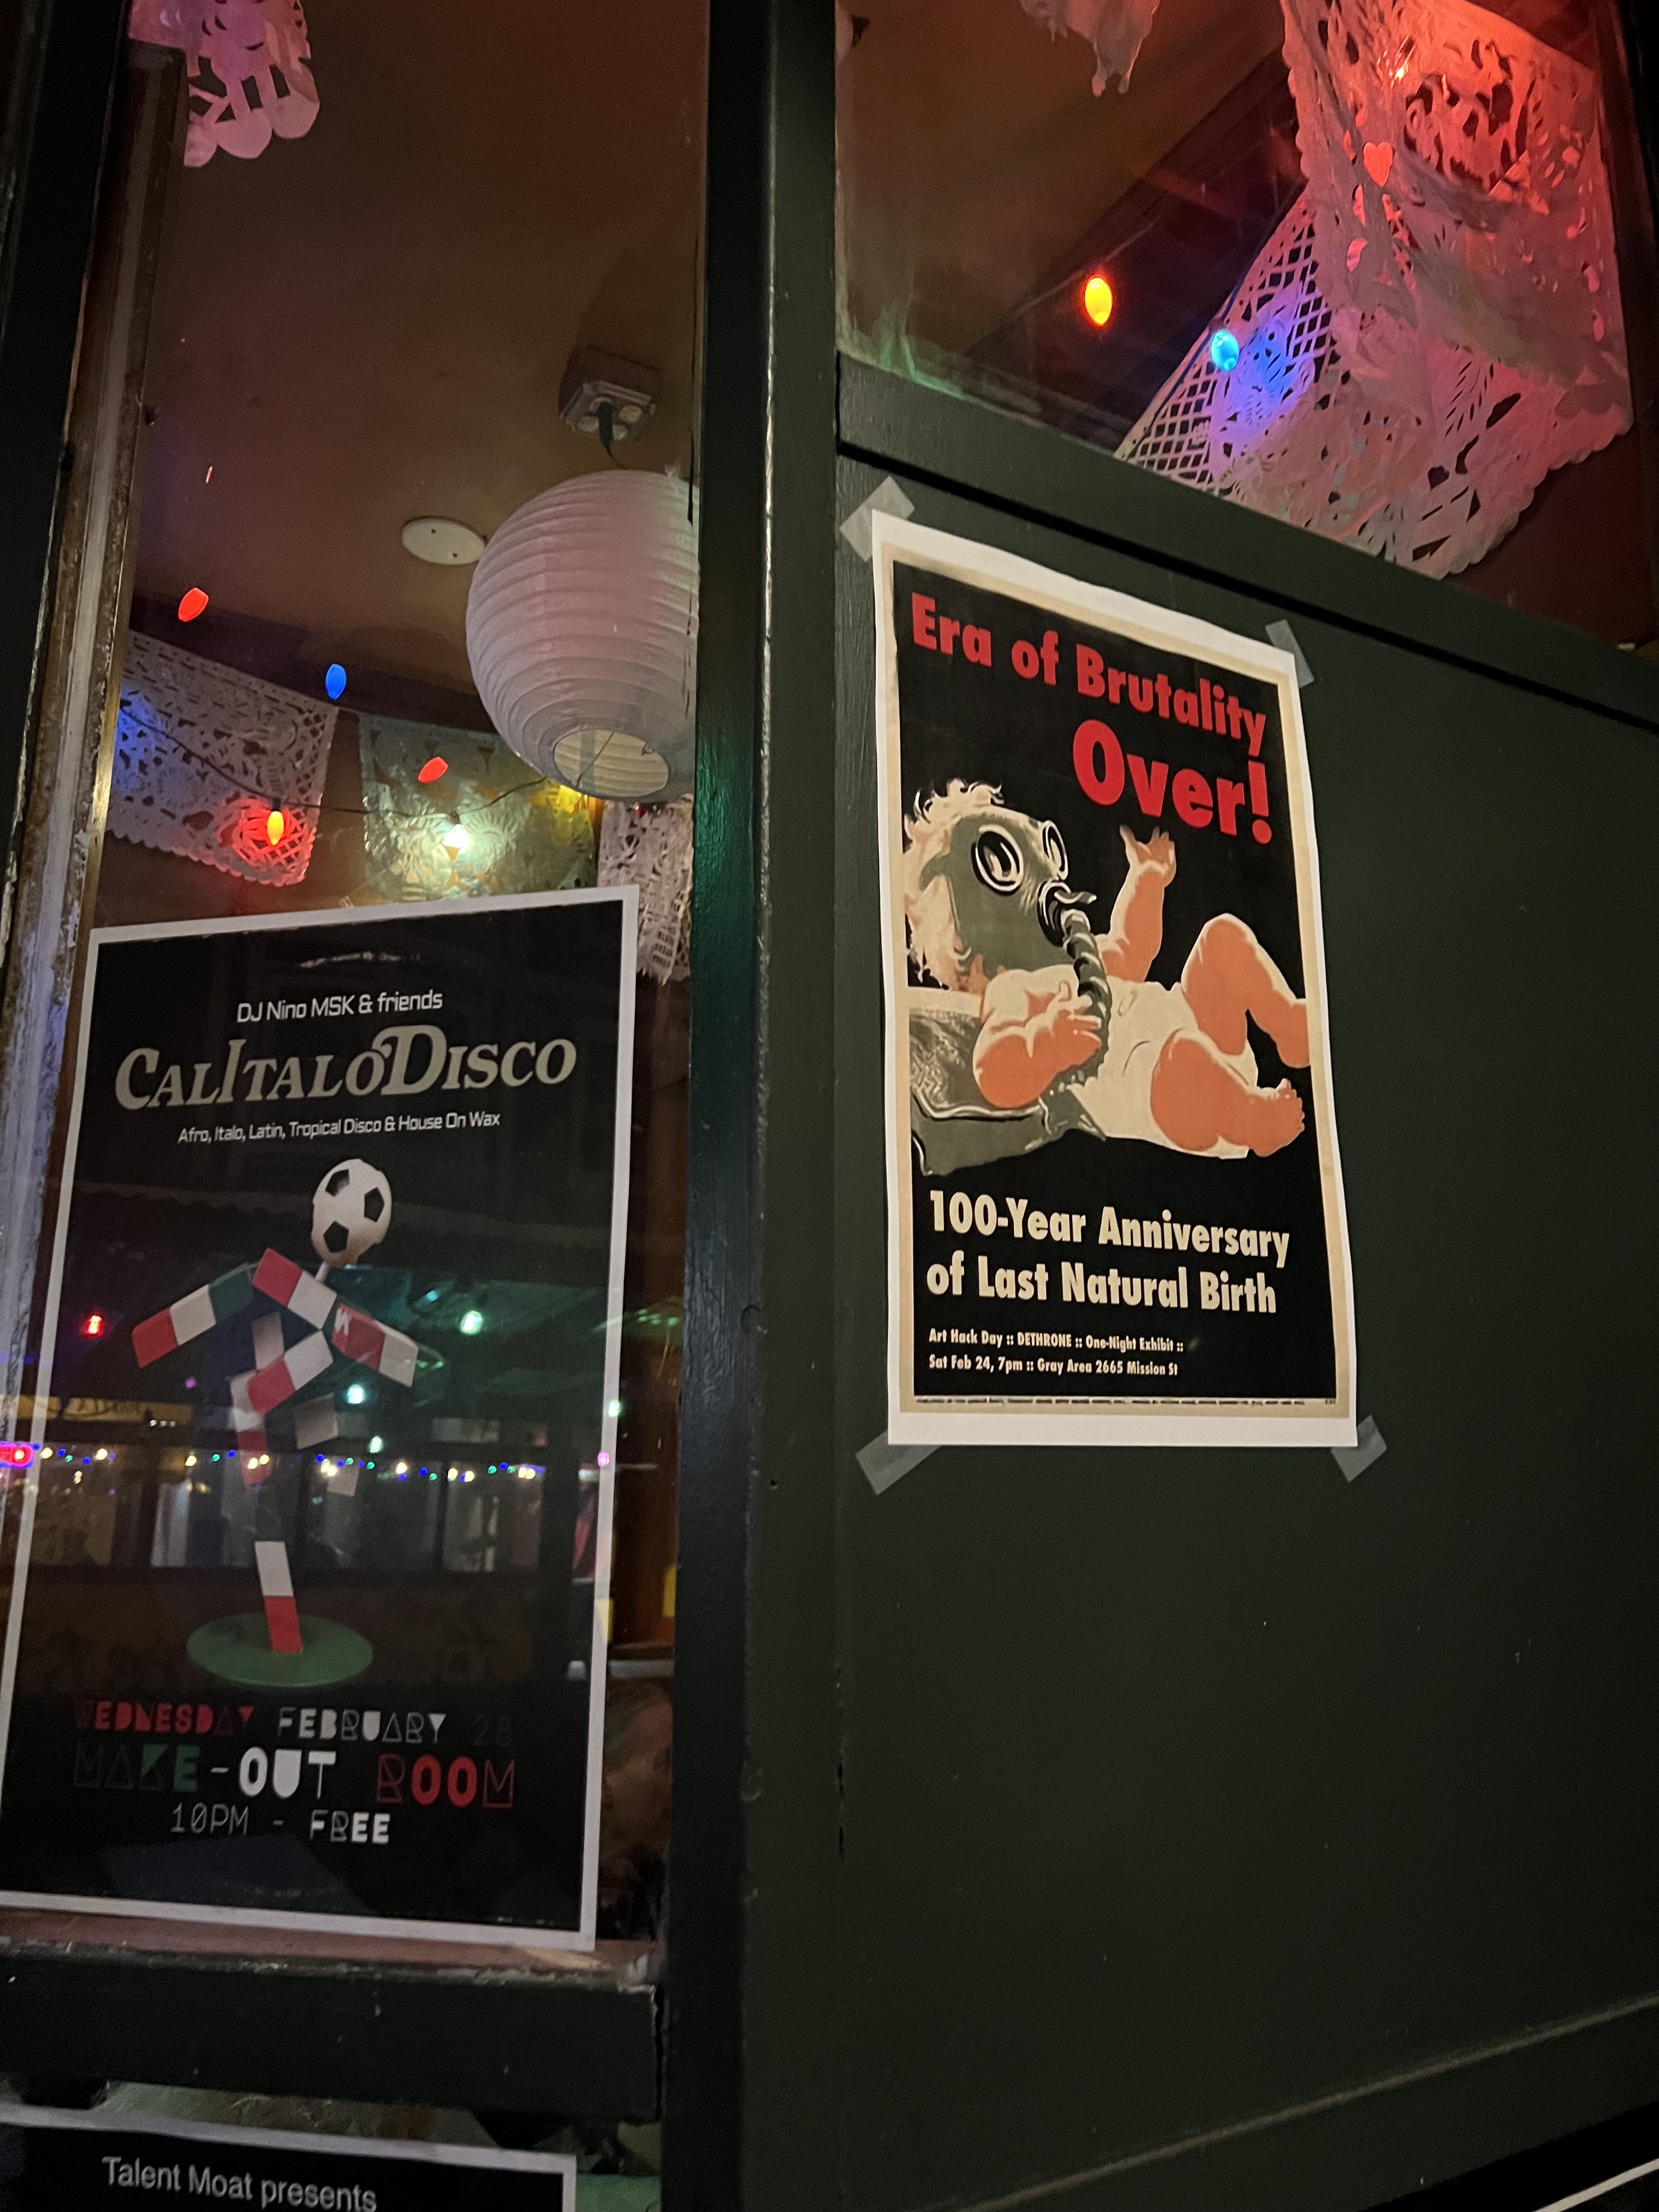 DJ Nino MSK & friends
CALITALODISCO
Afro, Italo, Latin, Tropical Disco & House On Wax
WEDNESDAY FEBRUARY 28
MAKE-OUT ROOM
10PM - FREE
Talent Moat presents
Era of Brutality
Over!
100-Year Anniversary
of Last Natural Birth
Art Hack Day :: DETHRONE :: One-Night Exhibit ::
Sat Feb 24, 7pm :: Gray Area 2665 Mission St